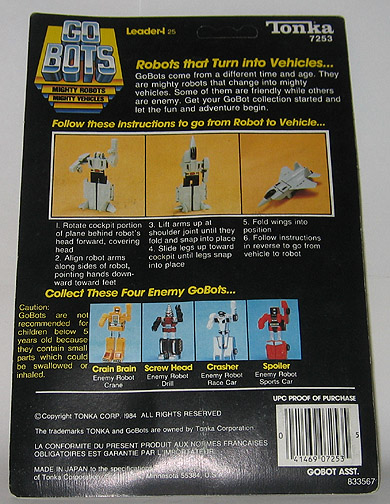 GO BOTS
MIGHTY ROBOTS
MIGHTY VEHICLES
Leader-1 25
Tonka
7253
Robots that Turn into Vehicles...
GoBots come from a different time and age. They
are mighty robots that change into mighty
vehicles. Some of them are friendly while others
are enemy. Get your GoBot collection started and
let the fun and adventure begin.
Follow these instructions to go from Robot to Vehicle...
1. Rotate cockpit portion
of plane behind robot's
head forward, covering
head
2. Align robot arms
along sides of robot,
pointing hands down-
ward toward feet
3. Lift arms up at
shoulder joint until they
fold and snap into place
4. Slide legs upward to
cockpit until legs snap
into place
5. Fold wings into
position
6. Follow instructions
in reverse to go from
vehicle to robot
Collect These Four Enemy GoBots...
Caution:
GoBots are not
recommended for
children below 5
years old because
they contain small
parts which could
be swallowed or
inhaled.
Crain Brain
Enemy Robot
Crane
Screw Head
Enemy Robot
Drill
Crasher
Enemy Robot
Race Car
Spoiler
Enemy Robot
Sports Car
UPC PROOF OF PURCHASE
©Copyright TONKA CORP. 1984 ALL RIGHTS RESERVED
The trademarks TONKA and GoBots are owned by Tonka Corp.
LA CONFORMITE DU PRESENT PRODUIT AUX NORMES FRANCAISES
OBLIGATOIRES EST GARANTIE PAR L'IMPORTATEUR.
MADE IN JAPAN to the specifications
of Tonka Corp., Minnesota 55384, U.S.A.
0 41469 07253 5
GOBOT ASST.
833567